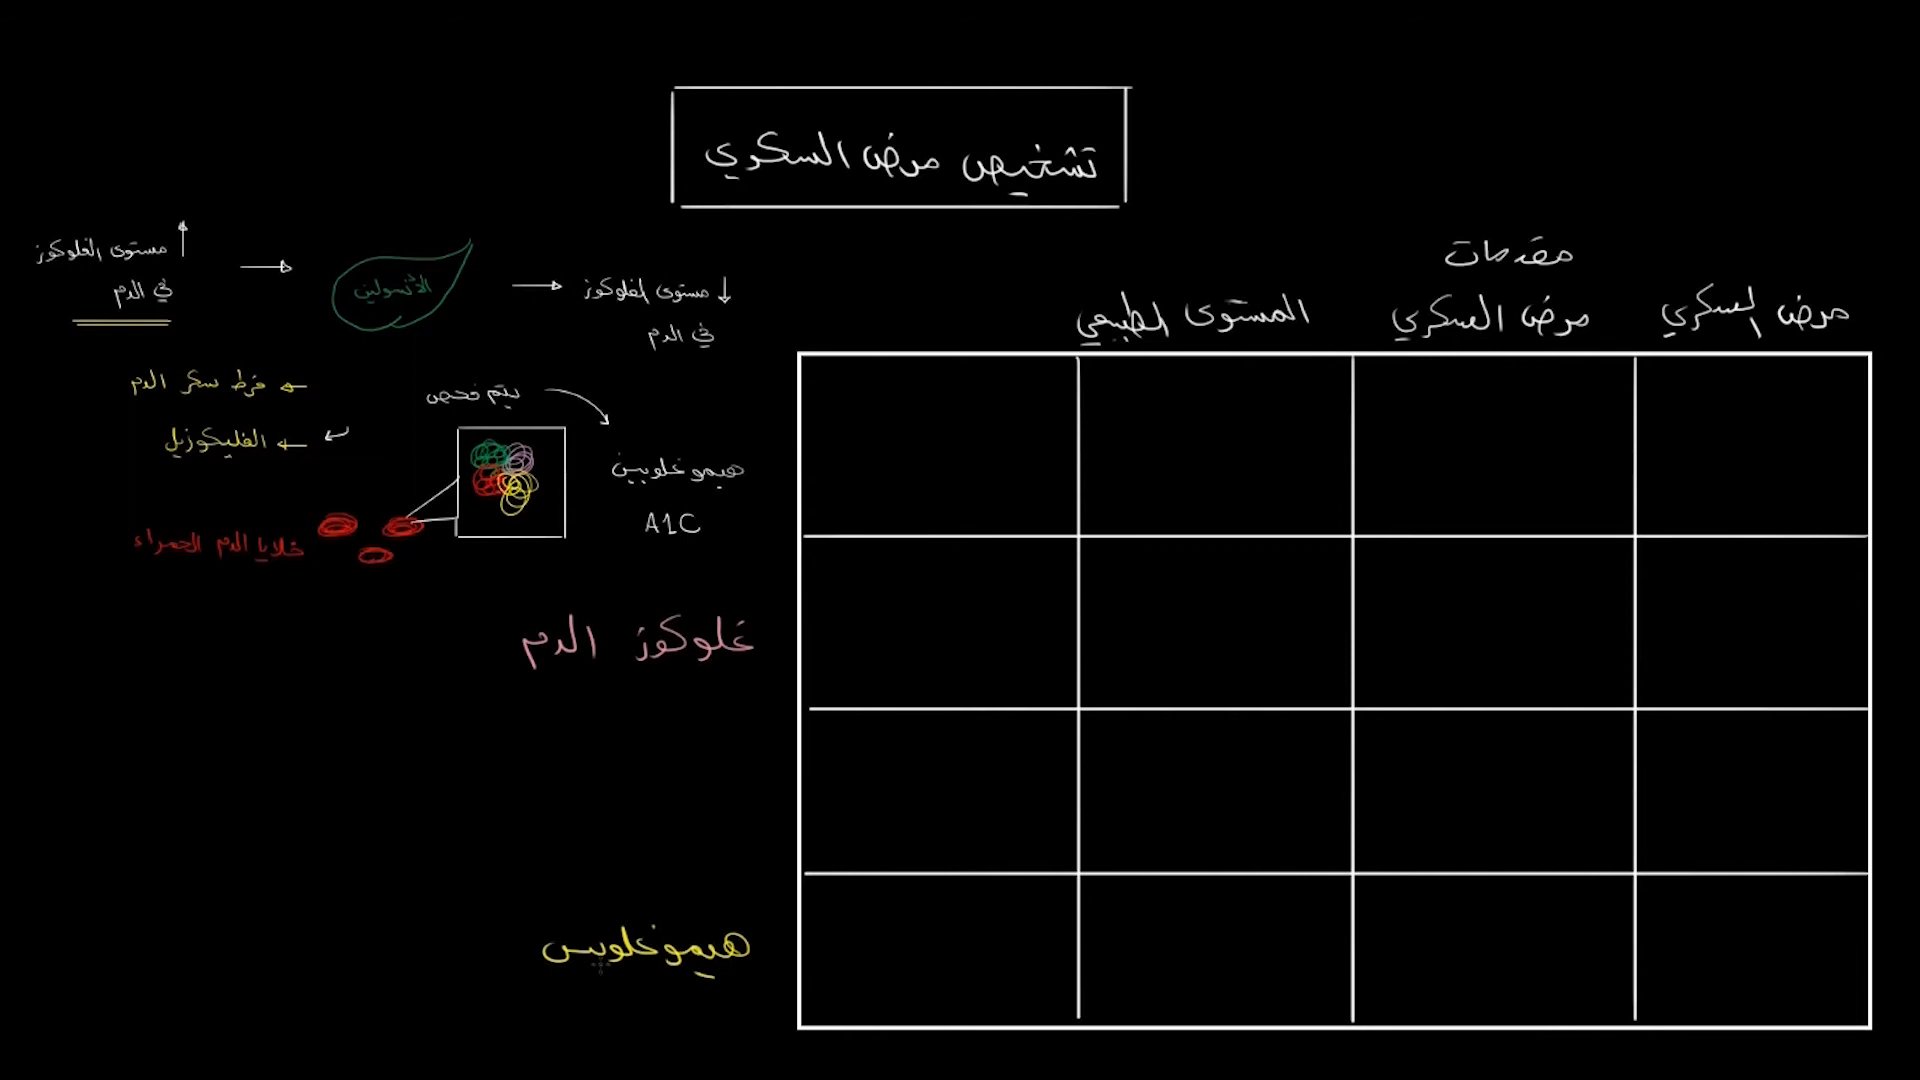 تشخيص مرض السكري
مستوى الغلوكوز
في الدم
الأنسولين
مستوى الغلوكوز
في الدم
فرط سكر الدم
الغليكوزيل
يتم فحص
هيموغلوبين
A1C
خلايا الدم الحمراء
المستوى الطبيعي
مقدمات
مرض السكري
مرض السكري
غلوكوز الدم
هيموغلوبين